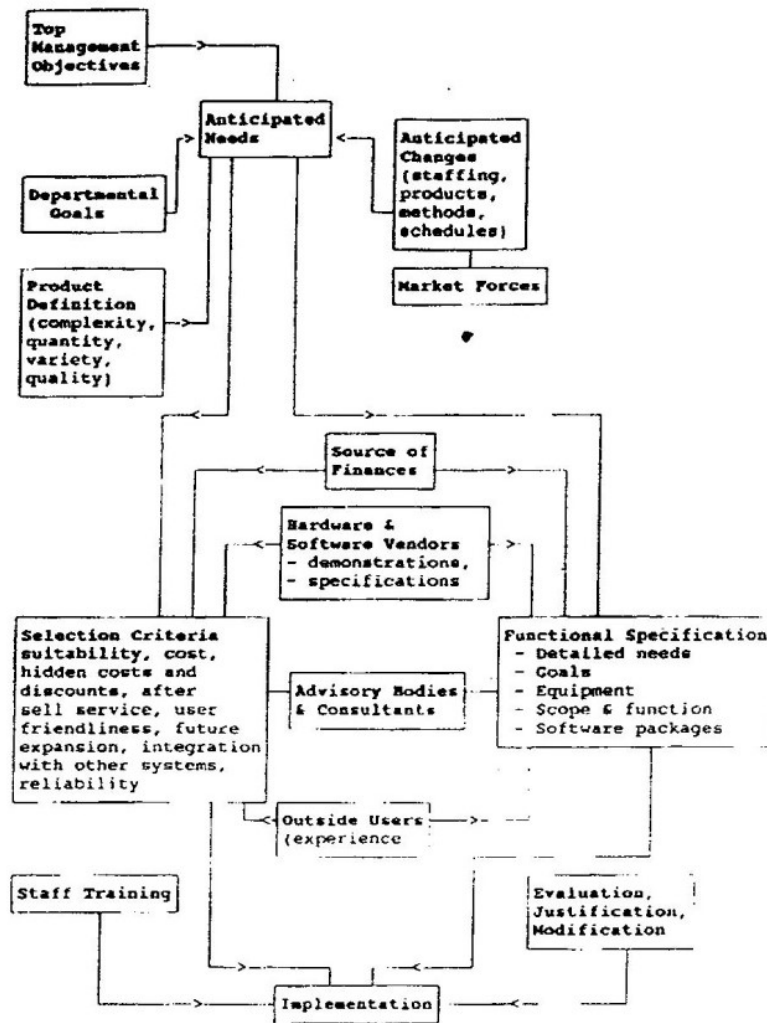 Top
Management
Objectives
Anticipated
Needs
Anticipated
Changes
(staffing,
products,
methods,
schedules)
Departmental
Goals
Market Forces
Product
Definition
(complexity,
quantity,
variety,
quality)
Source of
Finances
Hardware &
Software Vendors
- demonstrations,
- specifications
Selection Criteria
suitability, cost,
hidden costs and
discounts, after
sell service, user
friendliness, future
expansion, integration
with other systems,
reliability
Advisory Bodies
& Consultants
Functional Specification
- Detailed needs
- Goals
- Equipment
- Scope & function
- Software packages
Outside Users
(experience
Staff Training
Evaluation,
Justification,
Modification
Implementation